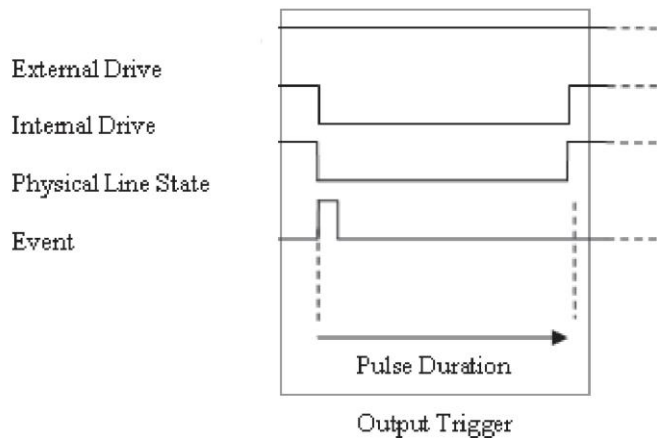 External Drive
Internal Drive
Physical Line State
Event
Pulse Duration
Output Trigger